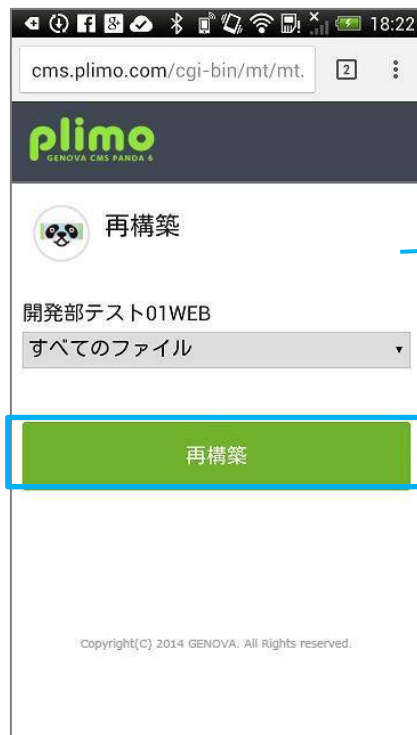 18:22
cms.plimo.com/cgi-bin/mt/mt.
2
plimo
GENOVA CMS PANDA 6
再構築
開発部テスト01WEB
すべてのファイル
再構築
Copyright(C) 2014 GENOVA. All Rights reserved.